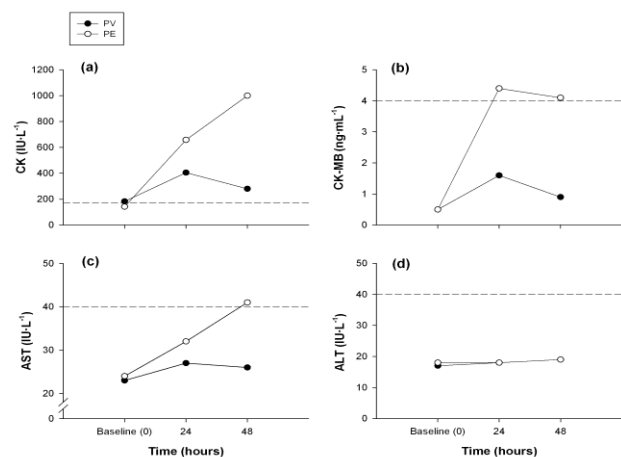 PV
PE
(a)
CK (IU·L-1)
1200
1000
800
600
400
200
0
(b)
CK-MB (ng·mL-1)
5
4
3
2
1
0
(c)
AST (IU·L-1)
50
40
30
20
0
Baseline (0) 24 48
Time (hours)
(d)
ALT (IU·L-1)
50
40
30
20
10
0
Baseline (0) 24 48
Time (hours)